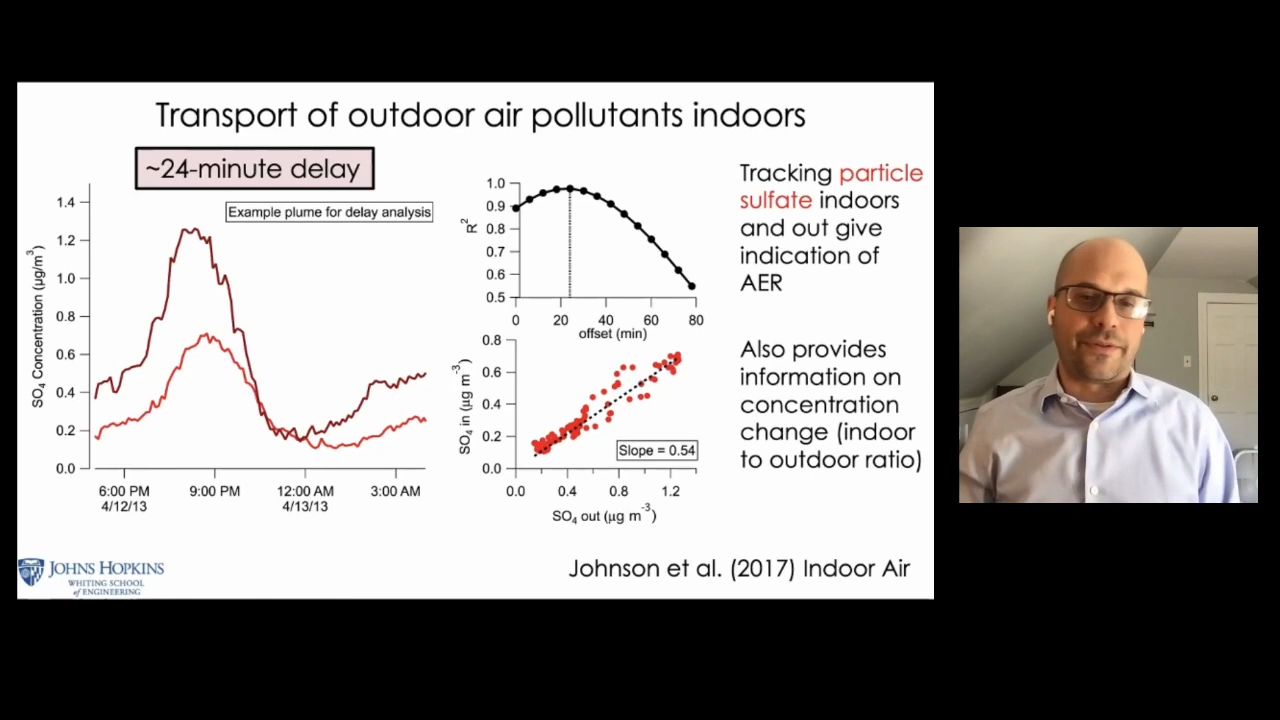 Transport of outdoor air pollutants indoors
~24-minute delay
Example plume for delay analysis
SO4 Concentration (µg/m3)
1.4
1.2
1.0
0.8
0.6
0.4
0.2
0.0
6:00 PM 9:00 PM 12:00 AM 3:00 AM
4/12/13 4/13/13
R2
1.0
0.9
0.8
0.7
0.6
0.5
0 20 40 60 80
offset (min)
SO4 in (µg m-3)
0.8
0.6
0.4
0.2
0.0
Slope = 0.54
0.0 0.4 0.8 1.2
SO4 out (µg m-3)
Tracking particle
sulfate indoors
and out give
indication of
AER
Also provides
information on
concentration
change (indoor
to outdoor ratio)
JOHNS HOPKINS
WHITING SCHOOL
of ENGINEERING
Johnson et al. (2017) Indoor Air